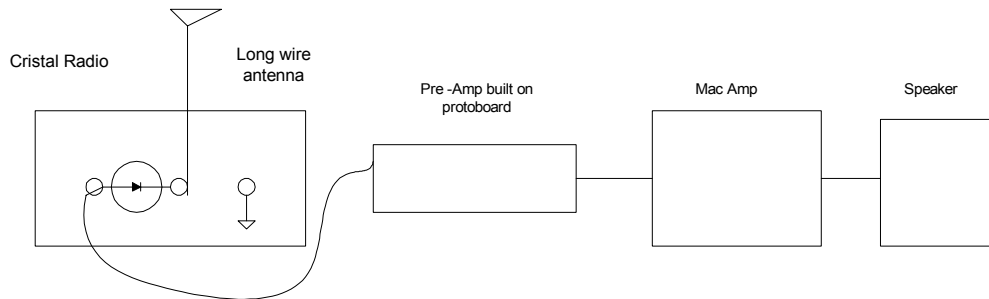 Cristal Radio
Long wire
antenna
Pre -Amp built on
protoboard
Mac Amp
Speaker